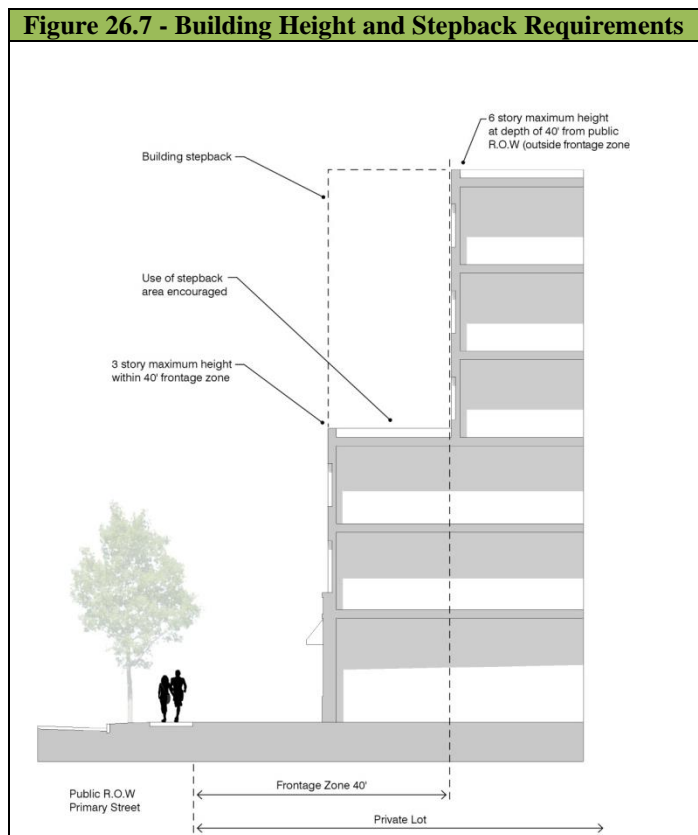 Figure 26.7 - Building Height and Stepback Requirements
6 story maximum height
at depth of 40' from public
R.O.W (outside frontage zone
Building stepback
Use of stepback
area encouraged
3 story maximum height
within 40' frontage zone
Public R.O.W
Primary Street
Frontage Zone 40'
Private Lot